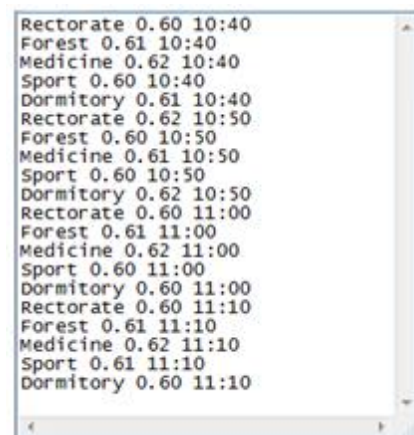 Rectorate 0.60 10:40
Forest 0.61 10:40
Medicine 0.62 10:40
Sport 0.60 10:40
Dormitory 0.61 10:40
Rectorate 0.62 10:50
Forest 0.60 10:50
Medicine 0.61 10:50
Sport 0.60 10:50
Dormitory 0.62 10:50
Rectorate 0.60 11:00
Forest 0.61 11:00
Medicine 0.62 11:00
Sport 0.60 11:00
Dormitory 0.60 11:00
Rectorate 0.60 11:10
Forest 0.61 11:10
Medicine 0.62 11:10
Sport 0.61 11:10
Dormitory 0.60 11:10